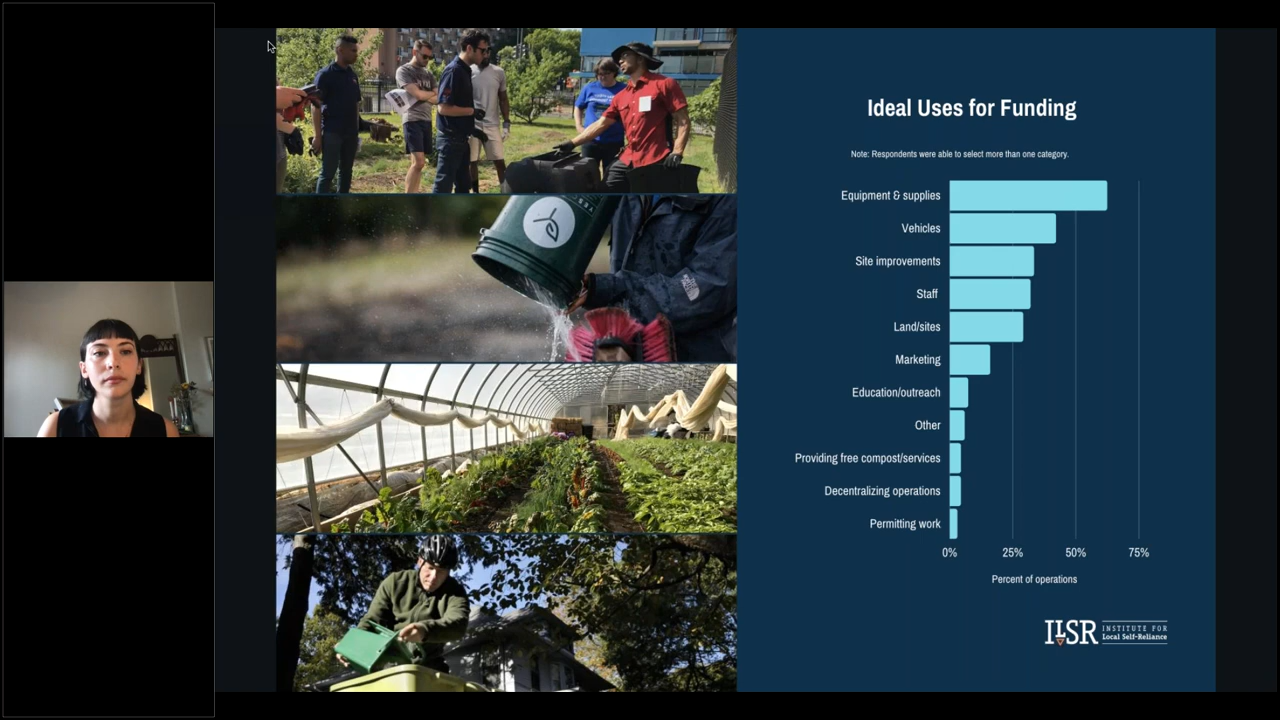 Ideal Uses for Funding
Note: Respondents were able to select more than one category.
Equipment & supplies
Vehicles
Site improvements
Staff
Land/sites
Marketing
Education/outreach
Other
Providing free compost/services
Decentralizing operations
Permitting work
0% 25% 50% 75%
Percent of operations
ILSR
INSTITUTE FOR
Local Self-Reliance